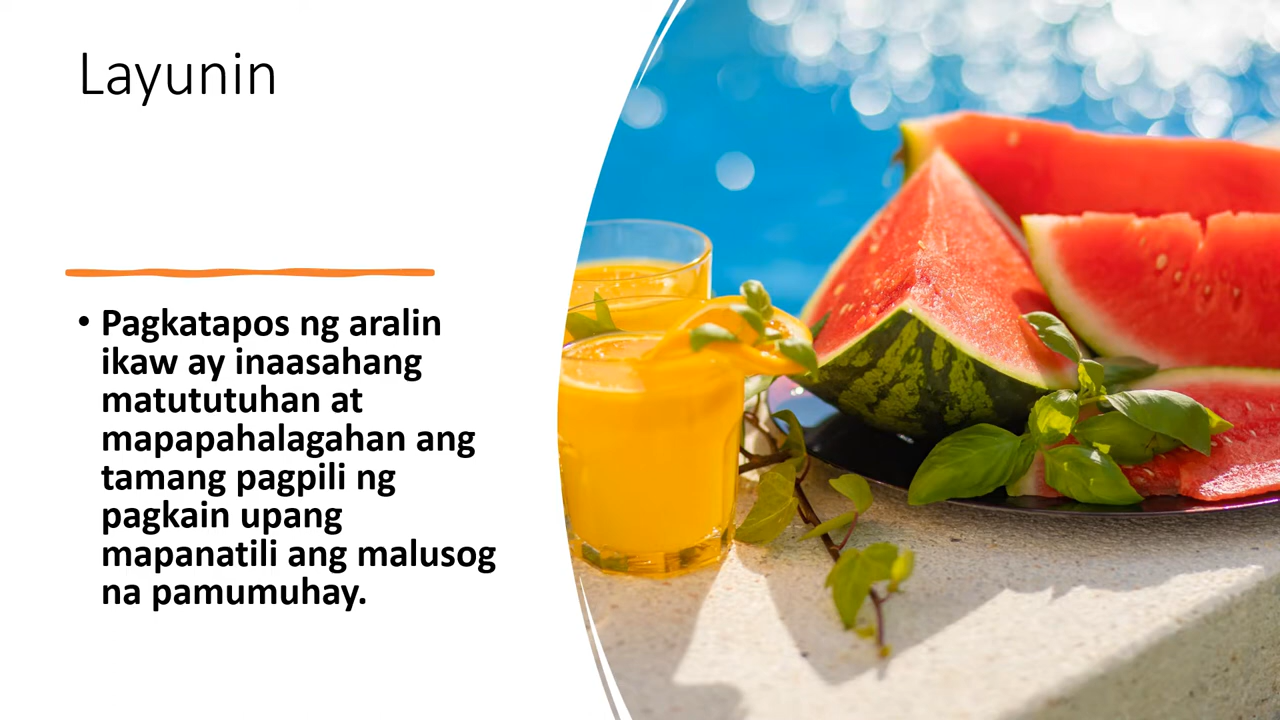 Layunin
• Pagkatapos ng aralin
ikaw ay inaasahang
matututuhan at
mapapahalagahan ang
tamang pagpili ng
pagkain upang
mapanatili ang malusog
na pamumuhay.